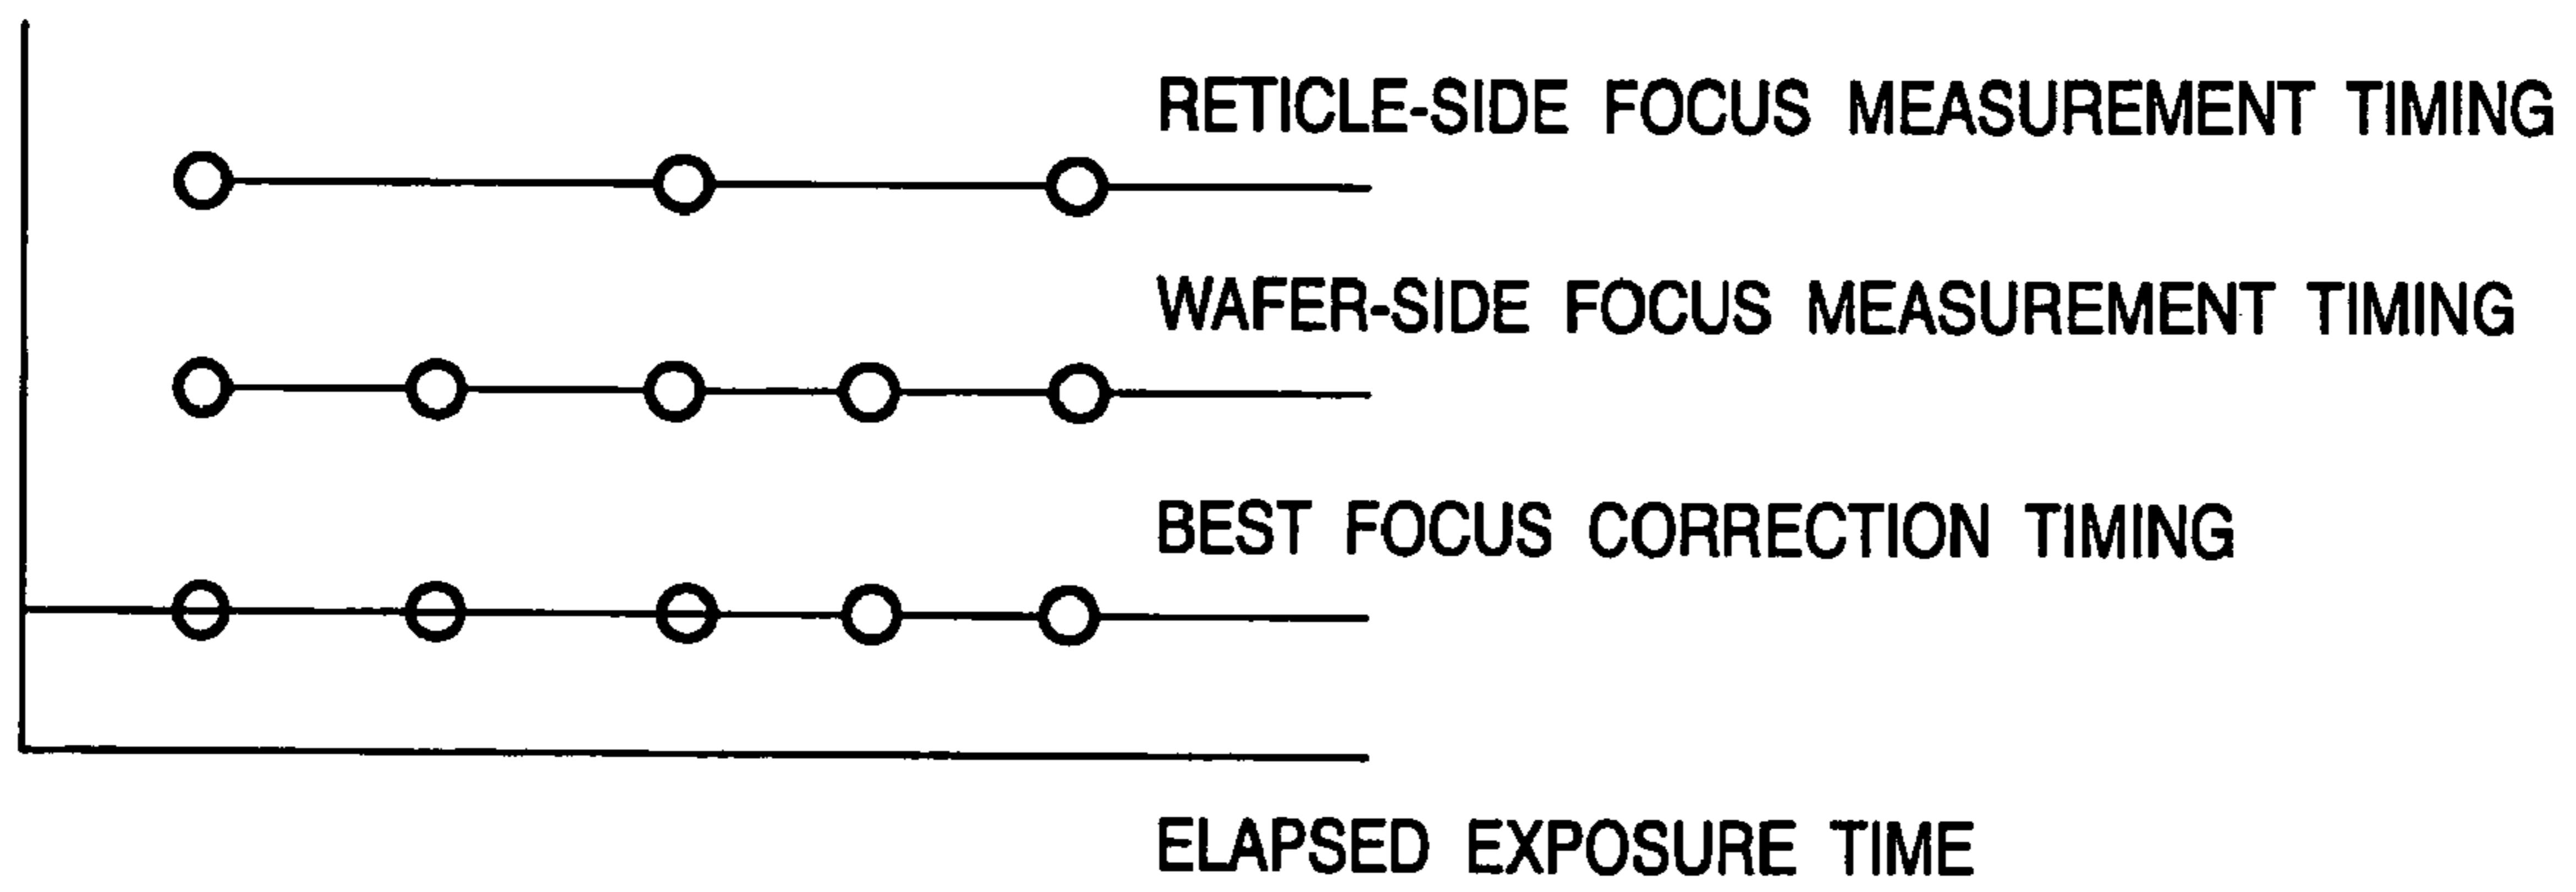 RETICLE-SIDE FOCUS MEASUREMENT TIMING
WAFER-SIDE FOCUS MEASUREMENT TIMING
BEST FOCUS CORRECTION TIMING
ELAPSED EXPOSURE TIME